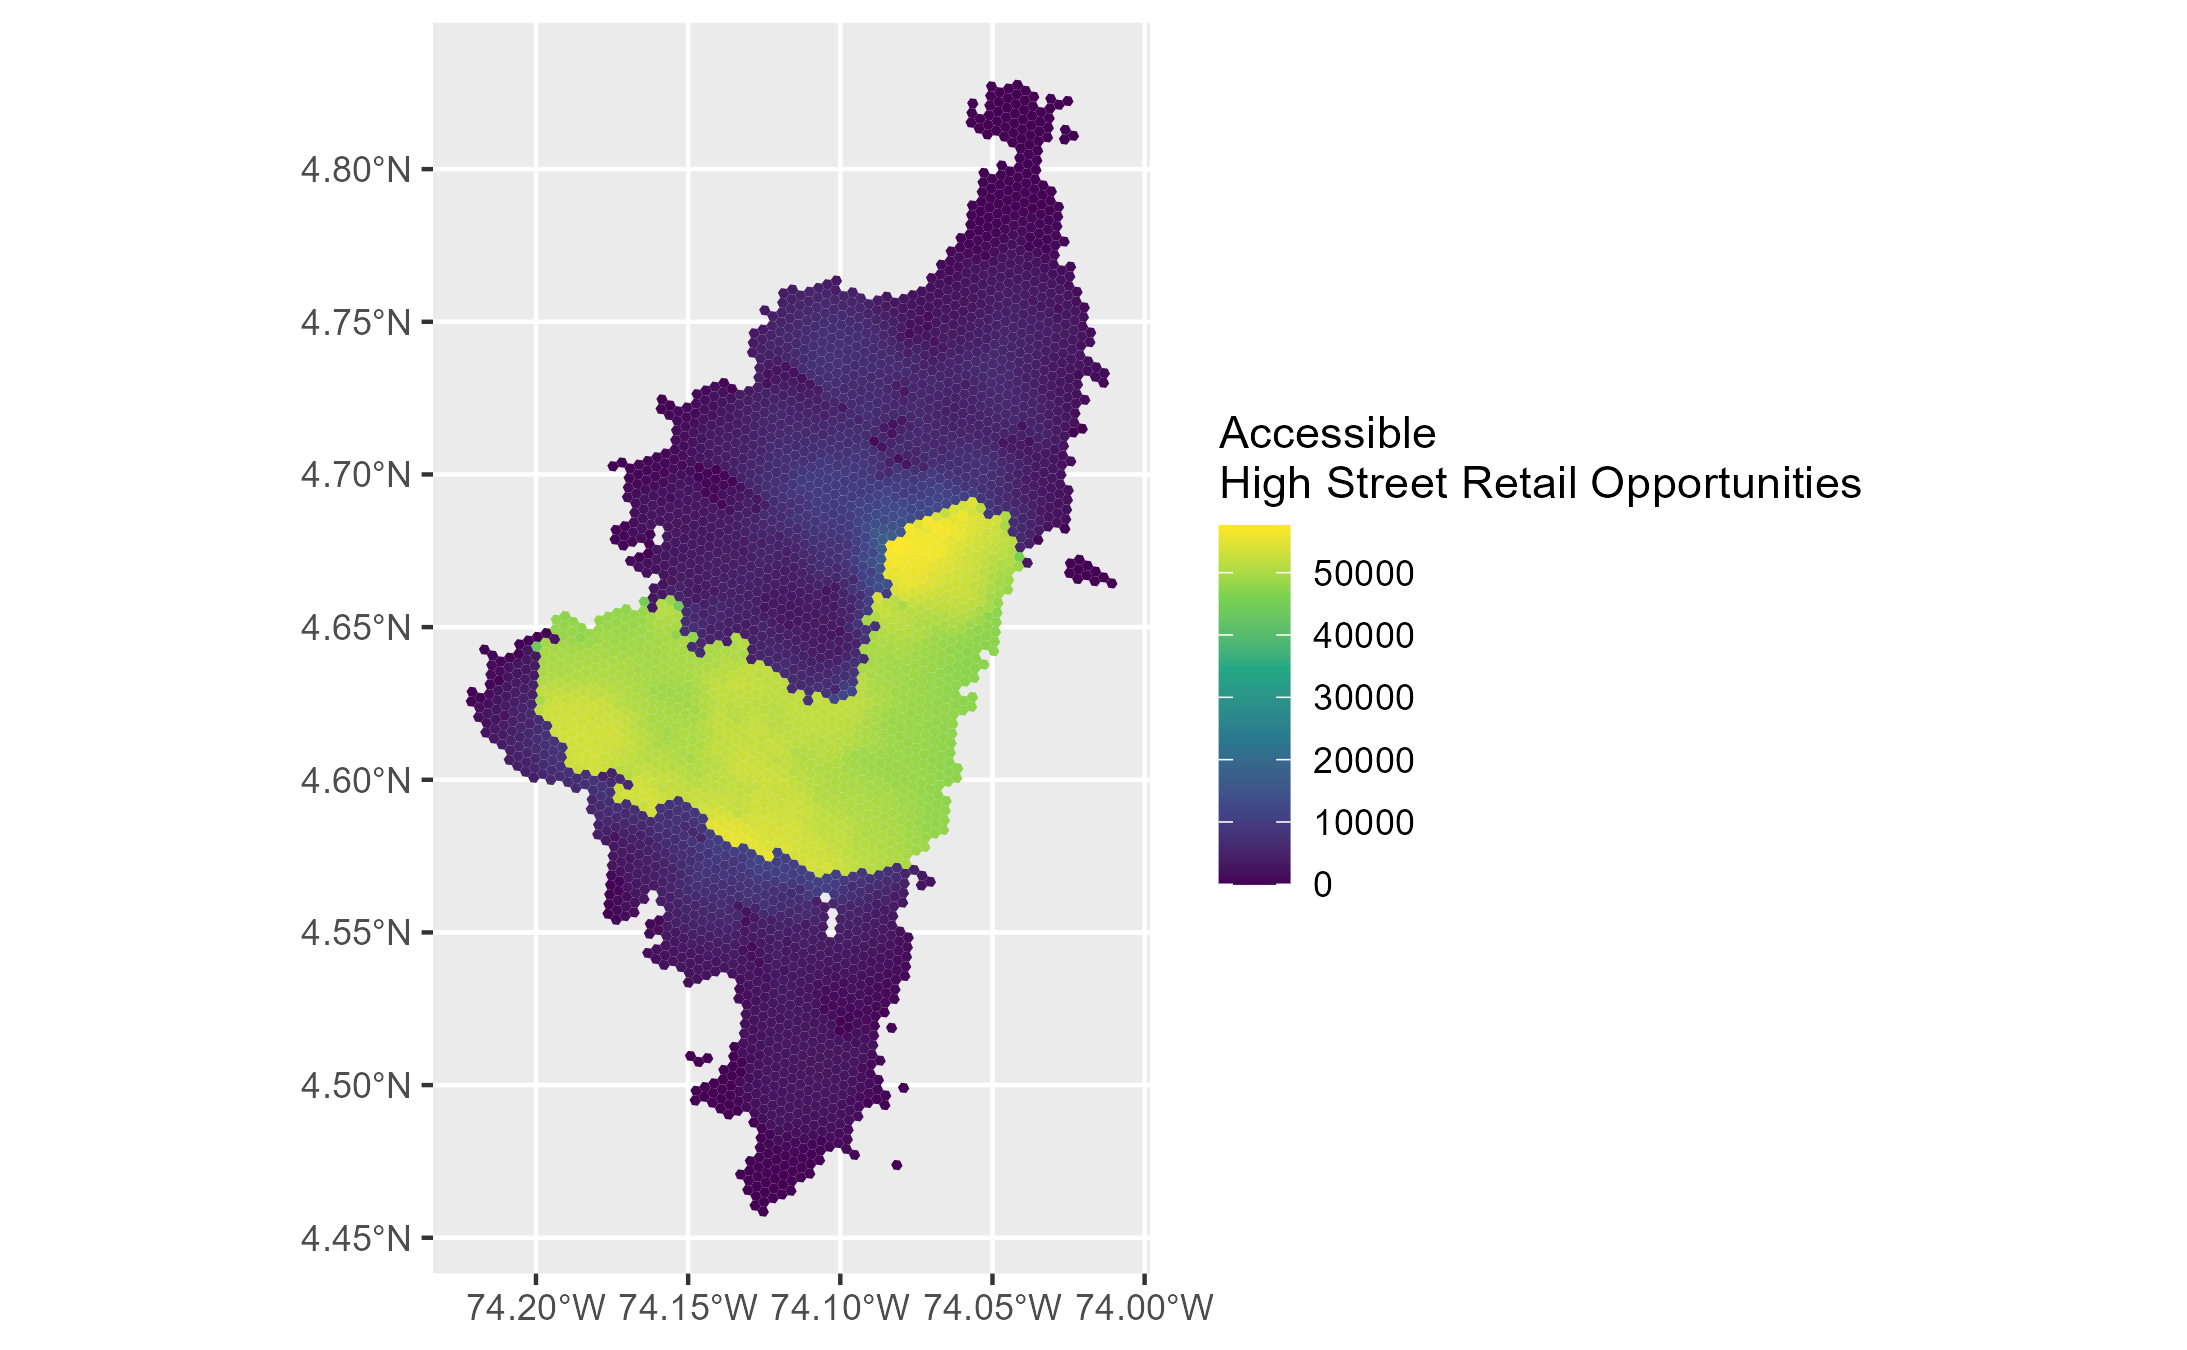 4.80°N
4.75°N
4.70°N
4.65°N
4.60°N
4.55°N
4.50°N
4.45°N
74.20°W 74.15°W 74.10°W 74.05°W 74.00°W
Accessible
High Street Retail Opportunities
50000
40000
30000
20000
10000
0